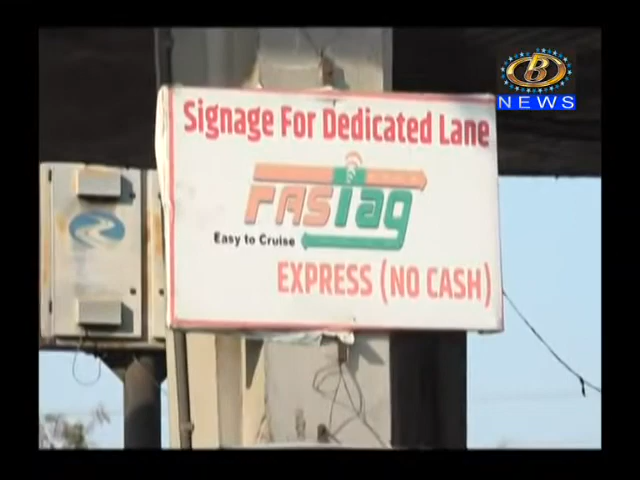 B
NEWS
Signage For Dedicated Lane
FASTag
Easy to Cruise
EXPRESS (NO CASH)